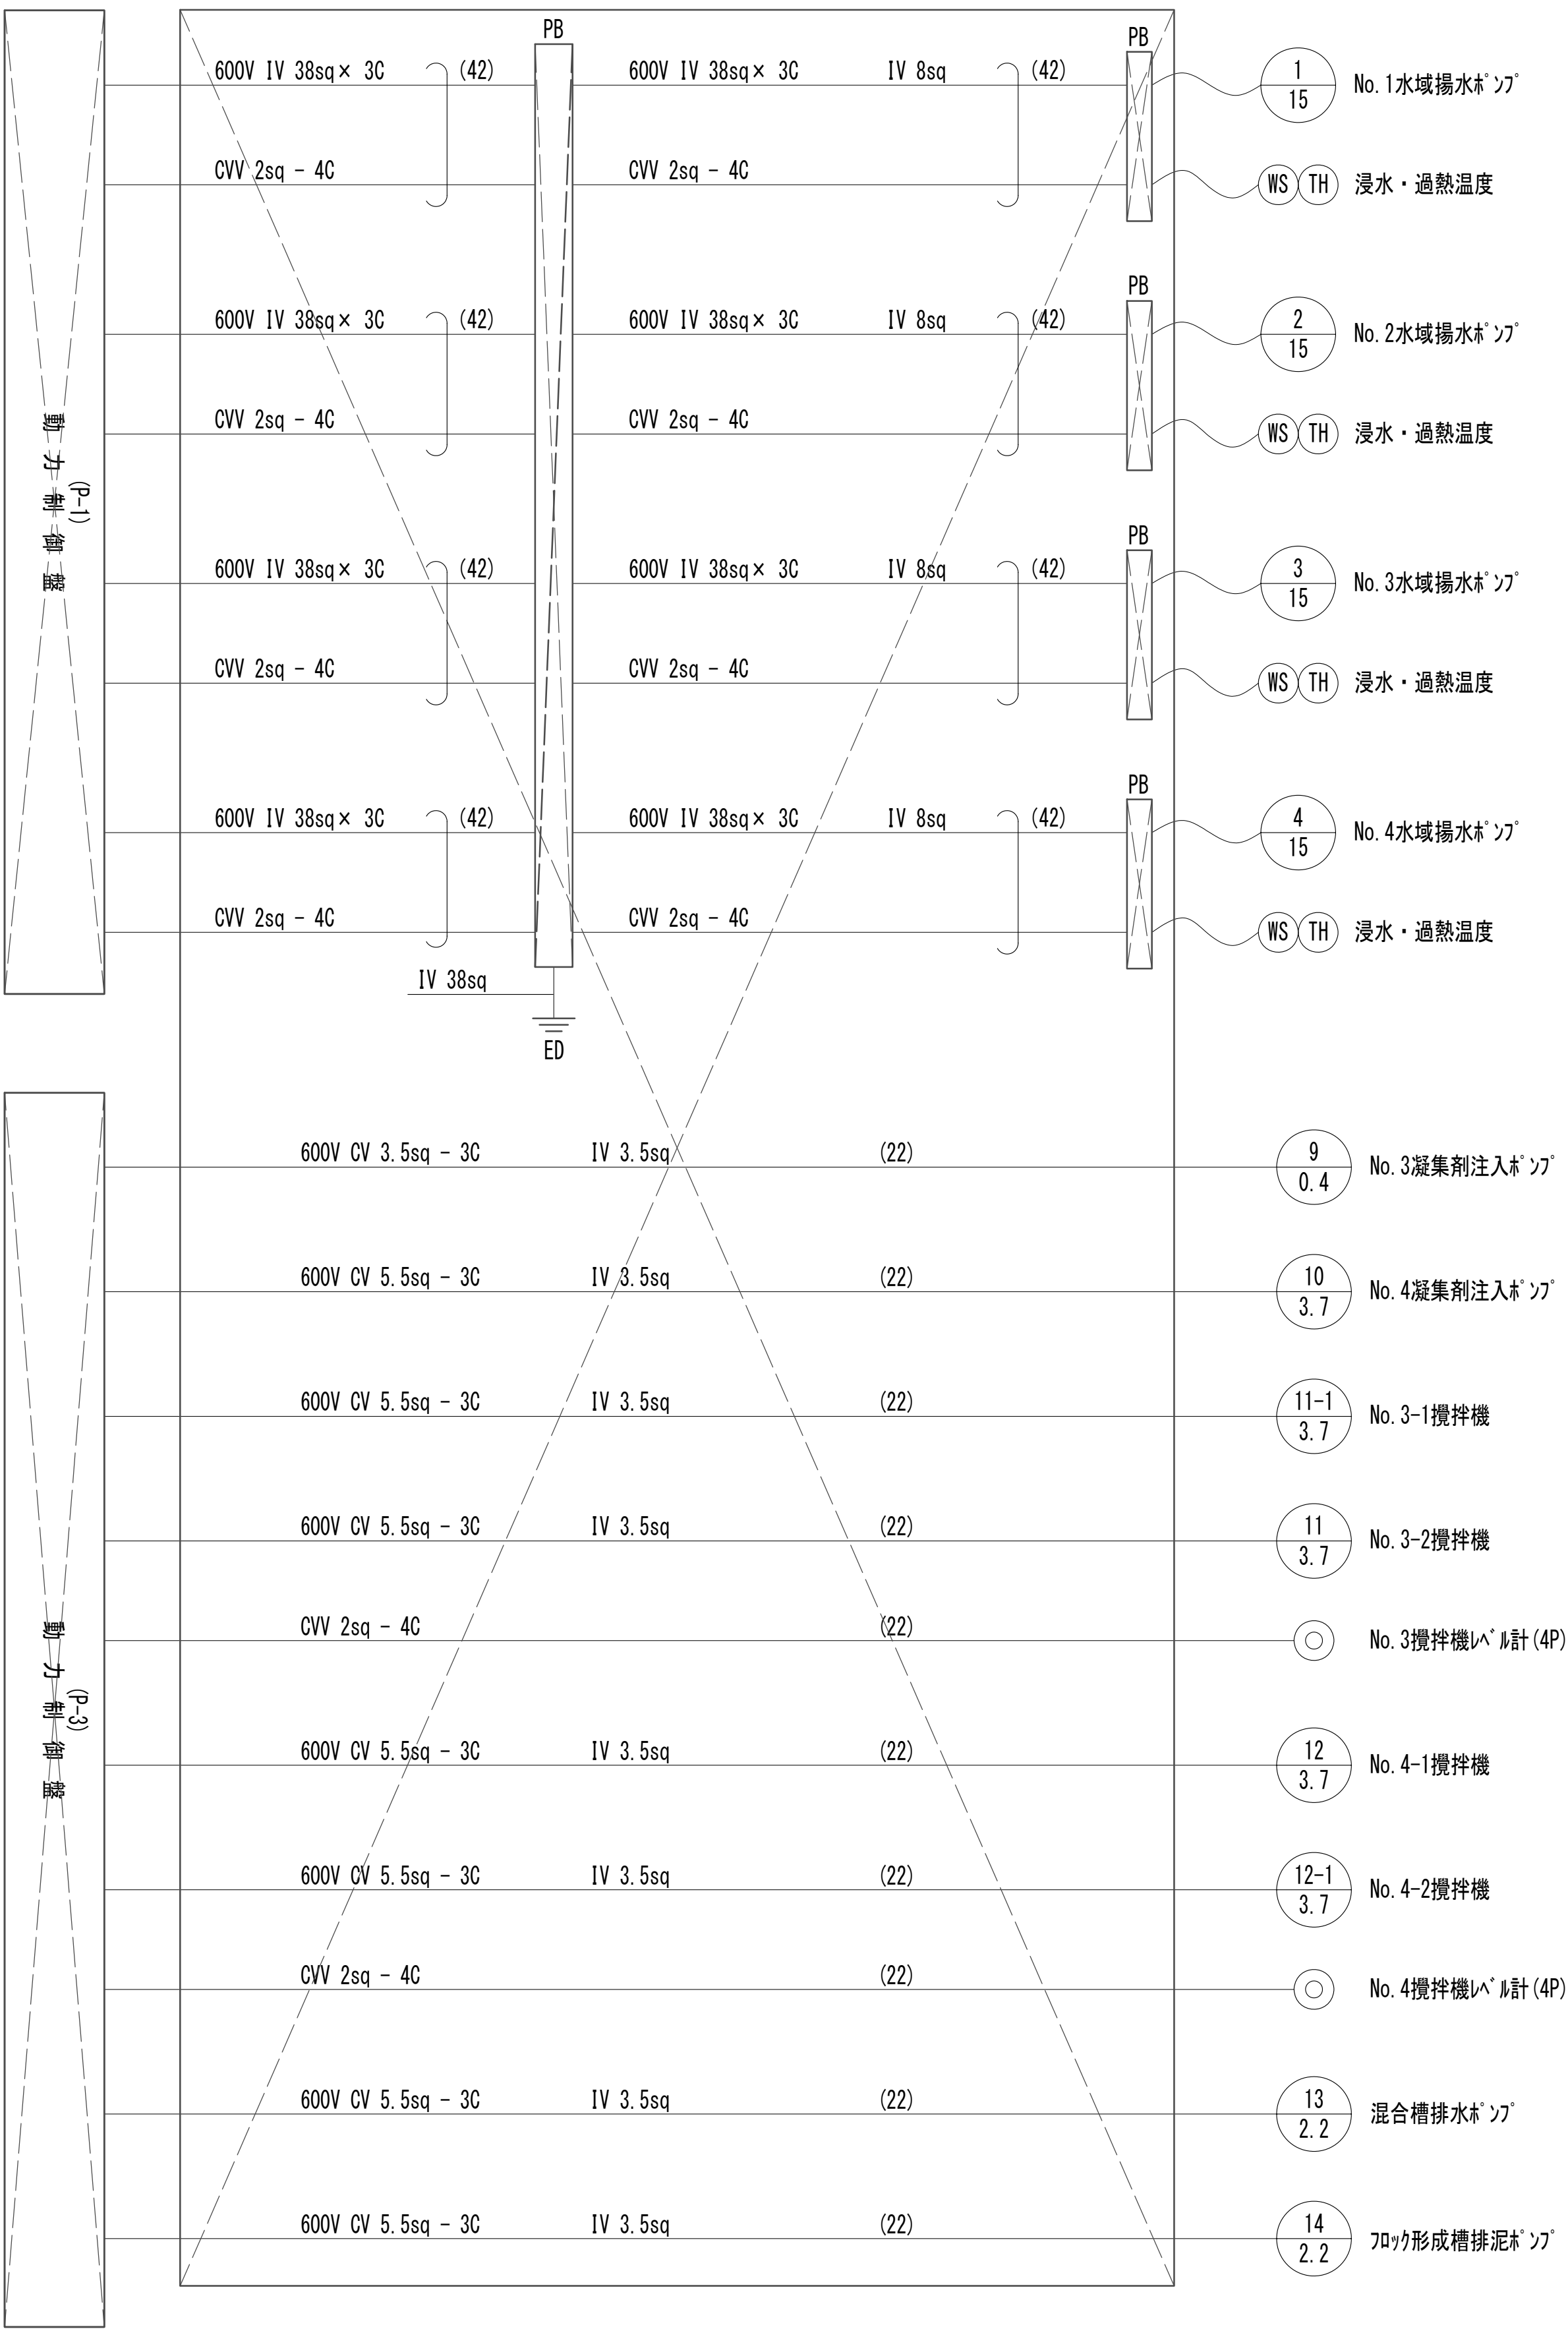 PB
PB
600V IV 38sq× 3C (42) 600V IV 38sq× 3C IV 8sq (42) 1 15 No.1水域揚水ﾎﾟﾝﾌﾟ
CVV 2sq - 4C CVV 2sq - 4C WS TH 浸水・過熱温度
PB
600V IV 38sq× 3C (42) 600V IV 38sq× 3C IV 8sq (42) 2 15 No.2水域揚水ﾎﾟﾝﾌﾟ
CVV 2sq - 4C CVV 2sq - 4C WS TH 浸水・過熱温度
動力制御盤
(P-1)
PB
600V IV 38sq× 3C (42) 600V IV 38sq× 3C IV 8sq (42) 3 15 No.3水域揚水ﾎﾟﾝﾌﾟ
CVV 2sq - 4C CVV 2sq - 4C WS TH 浸水・過熱温度
PB
600V IV 38sq× 3C (42) 600V IV 38sq× 3C IV 8sq (42) 4 15 No.4水域揚水ﾎﾟﾝﾌﾟ
CVV 2sq - 4C CVV 2sq - 4C WS TH 浸水・過熱温度
IV 38sq
ED
600V CV 3.5sq - 3C IV 3.5sq (22) 9 0.4 No.3凝集剤注入ﾎﾟﾝﾌﾟ
600V CV 5.5sq - 3C IV 3.5sq (22) 10 3.7 No.4凝集剤注入ﾎﾟﾝﾌﾟ
600V CV 5.5sq - 3C IV 3.5sq (22) 11-1 3.7 No.3-1攪拌機
600V CV 5.5sq - 3C IV 3.5sq (22) 11 3.7 No.3-2攪拌機
CVV 2sq - 4C (22) No.3攪拌機ﾚﾍﾞﾙ計(4P)
動力制御盤
(P-3)
600V CV 5.5sq - 3C IV 3.5sq (22) 12 3.7 No.4-1攪拌機
600V CV 5.5sq - 3C IV 3.5sq (22) 12-1 3.7 No.4-2攪拌機
CVV 2sq - 4C (22) No.4攪拌機ﾚﾍﾞﾙ計(4P)
600V CV 5.5sq - 3C IV 3.5sq (22) 13 2.2 混合槽排水ﾎﾟﾝﾌﾟ
600V CV 5.5sq - 3C IV 3.5sq (22) 14 2.2 ﾌﾛｯｸ形成槽排泥ﾎﾟﾝﾌﾟ